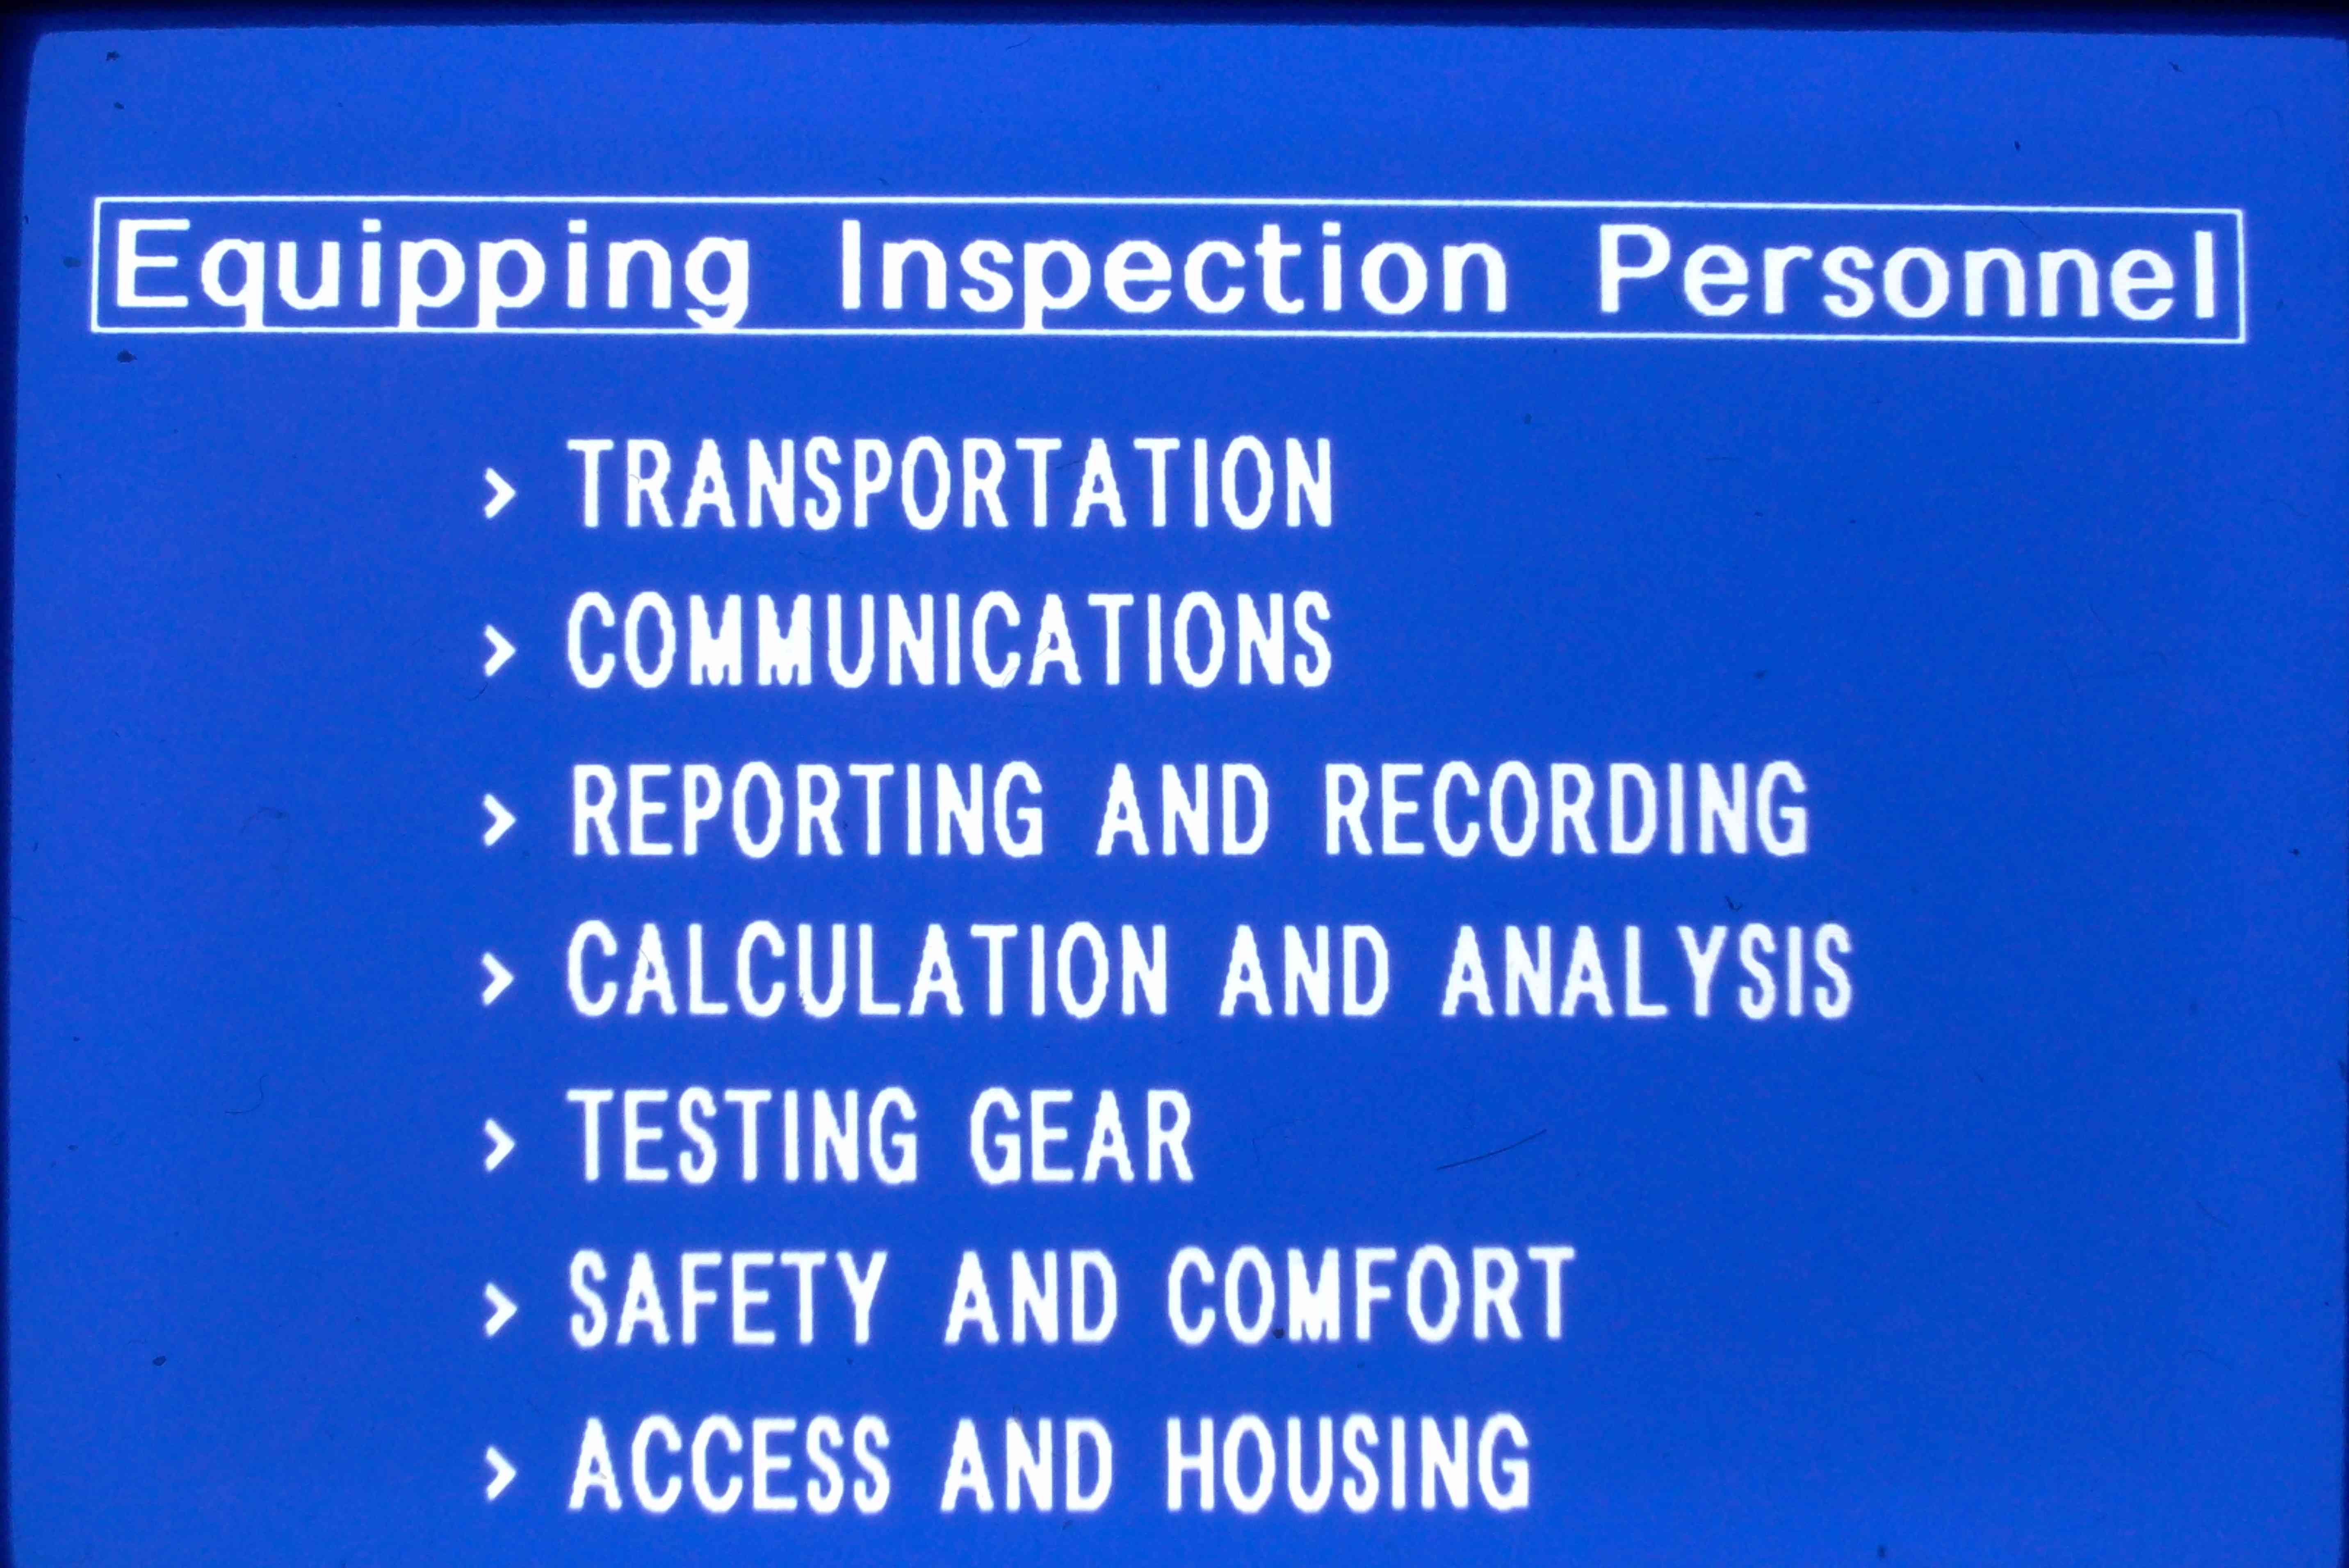 Equipping Inspection Personnel
> TRANSPORTATION
> COMMUNICATIONS
> REPORTING AND RECORDING
> CALCULATION AND ANALYSIS
> TESTING GEAR
> SAFETY AND COMFORT
> ACCESS AND HOUSING